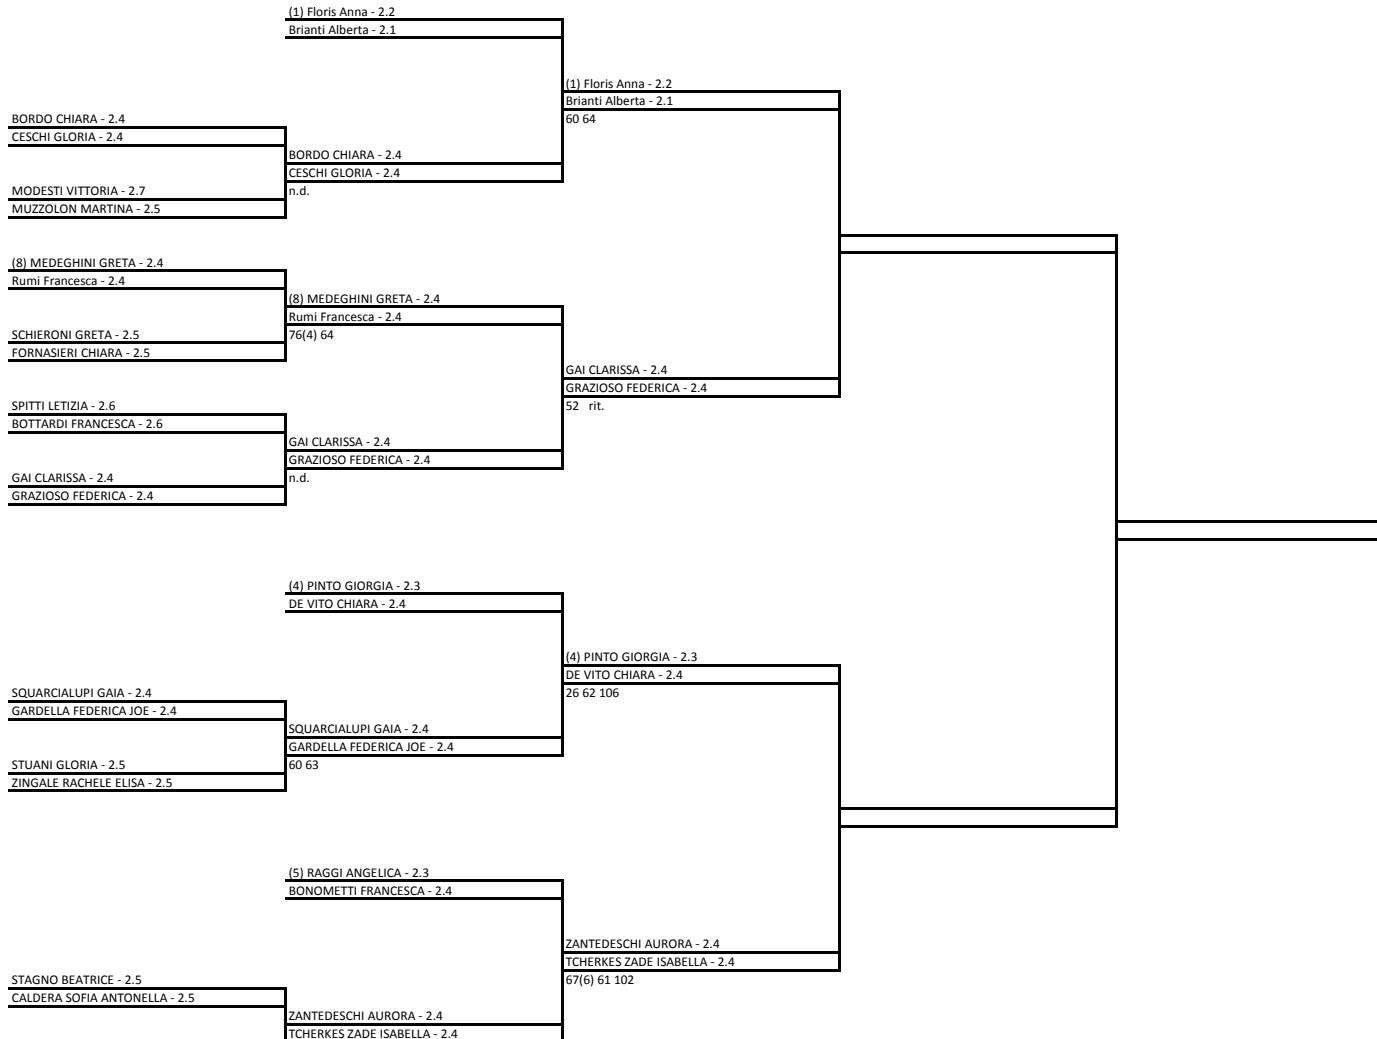 (1) Floris Anna - 2.2
Brianti Alberta - 2.1
(1) Floris Anna - 2.2
Brianti Alberta - 2.1
60 64
BORDO CHIARA - 2.4
CESCHI GLORIA - 2.4
BORDO CHIARA - 2.4
CESCHI GLORIA - 2.4
n.d.
MODESTI VITTORIA - 2.7
MUZZOLON MARTINA - 2.5
(8) MEDEGHINI GRETA - 2.4
Rumi Francesca - 2.4
(8) MEDEGHINI GRETA - 2.4
Rumi Francesca - 2.4
76(4) 64
SCHIERONI GRETA - 2.5
FORNASIERI CHIARA - 2.5
GAI CLARISSA - 2.4
GRAZIOSO FEDERICA - 2.4
52 rit.
SPITTI LETIZIA - 2.6
BOTTARDI FRANCESCA - 2.6
GAI CLARISSA - 2.4
GRAZIOSO FEDERICA - 2.4
n.d.
GAI CLARISSA - 2.4
GRAZIOSO FEDERICA - 2.4
(4) PINTO GIORGIA - 2.3
DE VITO CHIARA - 2.4
(4) PINTO GIORGIA - 2.3
DE VITO CHIARA - 2.4
26 62 106
SQUARCIALUPI GAIA - 2.4
GARDELLA FEDERICA JOE - 2.4
SQUARCIALUPI GAIA - 2.4
GARDELLA FEDERICA JOE - 2.4
60 63
STUANI GLORIA - 2.5
ZINGALE RACHELE ELISA - 2.5
(5) RAGGI ANGELICA - 2.3
BONOMETTI FRANCESCA - 2.4
ZANTEDESCHI AURORA - 2.4
TCHERKES ZADE ISABELLA - 2.4
67(6) 61 102
STAGNO BEATRICE - 2.5
CALDERA SOFIA ANTONELLA - 2.5
ZANTEDESCHI AURORA - 2.4
TCHERKES ZADE ISABELLA - 2.4